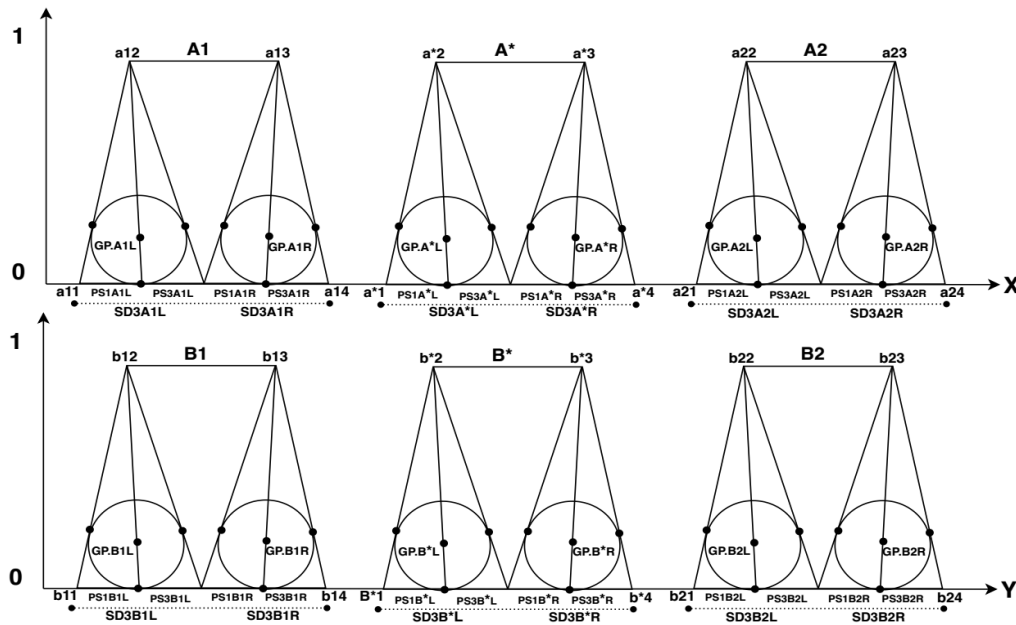 1
A1 A* A2
a12 a13 a*2 a*3 a22 a23
GP.A1L GP.A1R GP.A*L GP.A*R GP.A2L GP.A2R
0
X
a11 PS1A1L PS3A1L PS1A1R PS3A1R a14 a*1 PS1A*L PS3A*L PS1A*R PS3A*R a*4 a21 PS1A2L PS3A2L PS1A2R PS3A2R a24
SD3A1L SD3A1R SD3A*L SD3A*R SD3A2L SD3A2R
1
B1 B* B2
b12 b13 b*2 b*3 b22 b23
GP.B1L GP.B1R GP.B*L GP.B*R GP.B2L GP.B2R
0
Y
b11 PS1B1L PS3B1L PS1B1R PS3B1R b14 B*1 PS1B*L PS3B*L PS1B*R PS3B*R b*4 b21 PS1B2L PS3B2L PS1B2R PS3B2R b24
SD3B1L SD3B1R SD3B*L SD3B*R SD3B2L SD3B2R